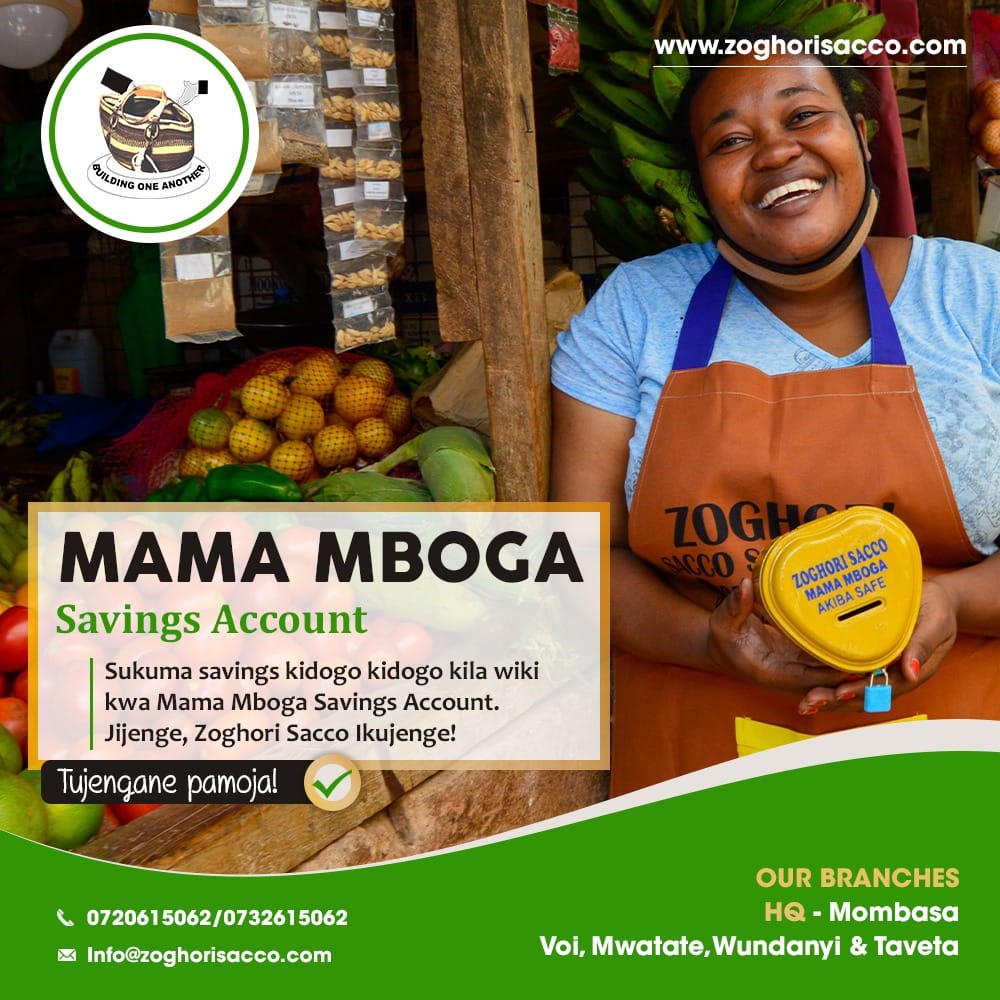 www.zoghorisacco.com
BUILDING ONE ANOTHER
ZOGHORI
SACCO
ZOGHORI SACCO
MAMA MBOGA
AKIBA SAFE
MAMA MBOGA
Savings Account
Sukuma savings kidogo kidogo kila wiki
kwa Mama Mboga Savings Account.
Jijenge, Zoghori Sacco Ikujenge!
Tujengane pamoja!
0720615062/0732615062
Info@zoghorisacco.com
OUR BRANCHES
HQ - Mombasa
Voi, Mwatate,Wundanyi & Taveta